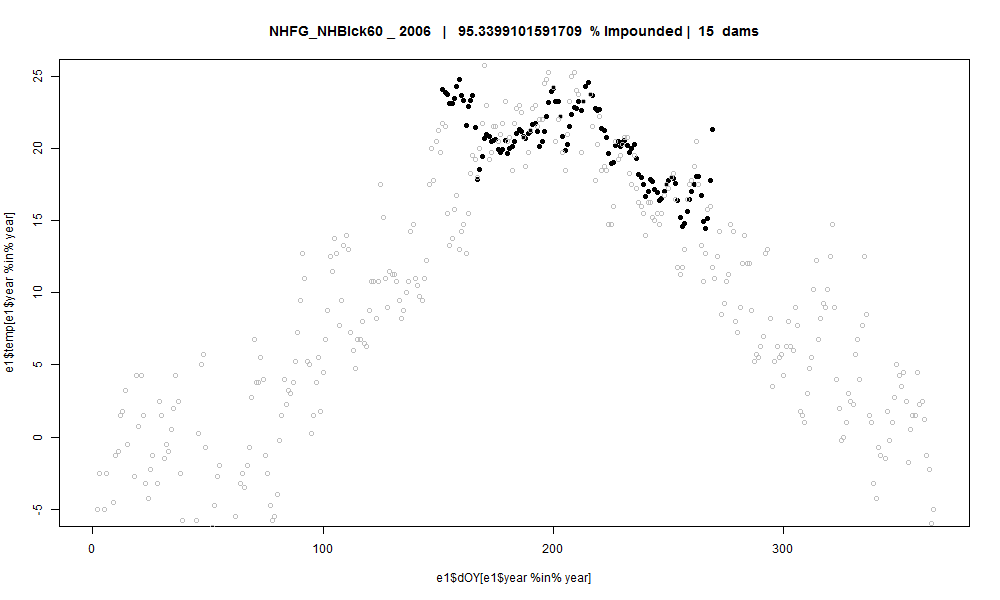 NHFG_NHBlck60 _ 2006 | 95.3399101591709 % Impounded | 15 dams
e1$temp[e1$year %in% year]
25
20
15
10
5
0
-5
0 100 200 300
e1$dOY[e1$year %in% year]